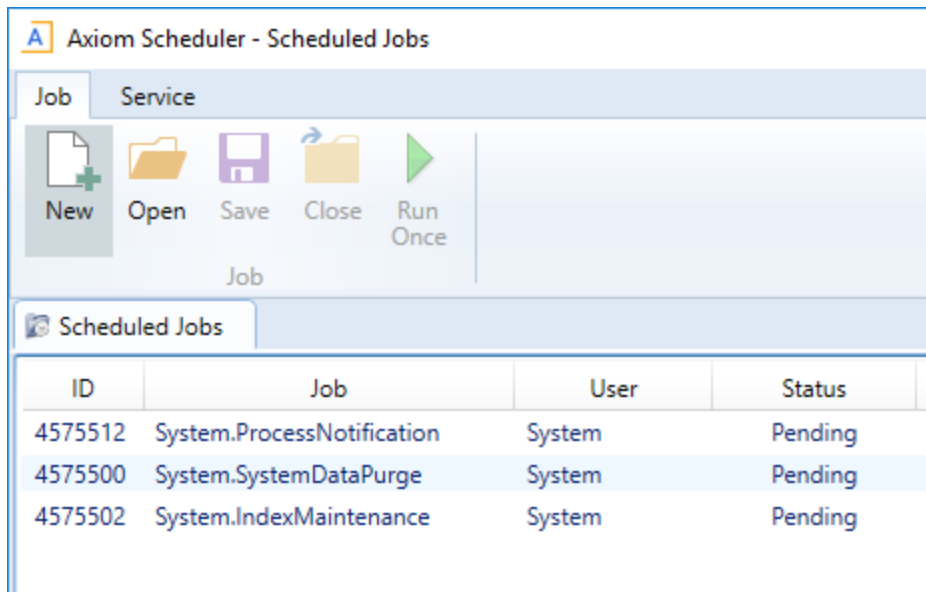 A Axiom Scheduler - Scheduled Jobs
Job Service
New Open Save Close Run Once
Job
Scheduled Jobs
ID Job User Status
4575512 System.ProcessNotification System Pending
4575500 System.SystemDataPurge System Pending
4575502 System.IndexMaintenance System Pending